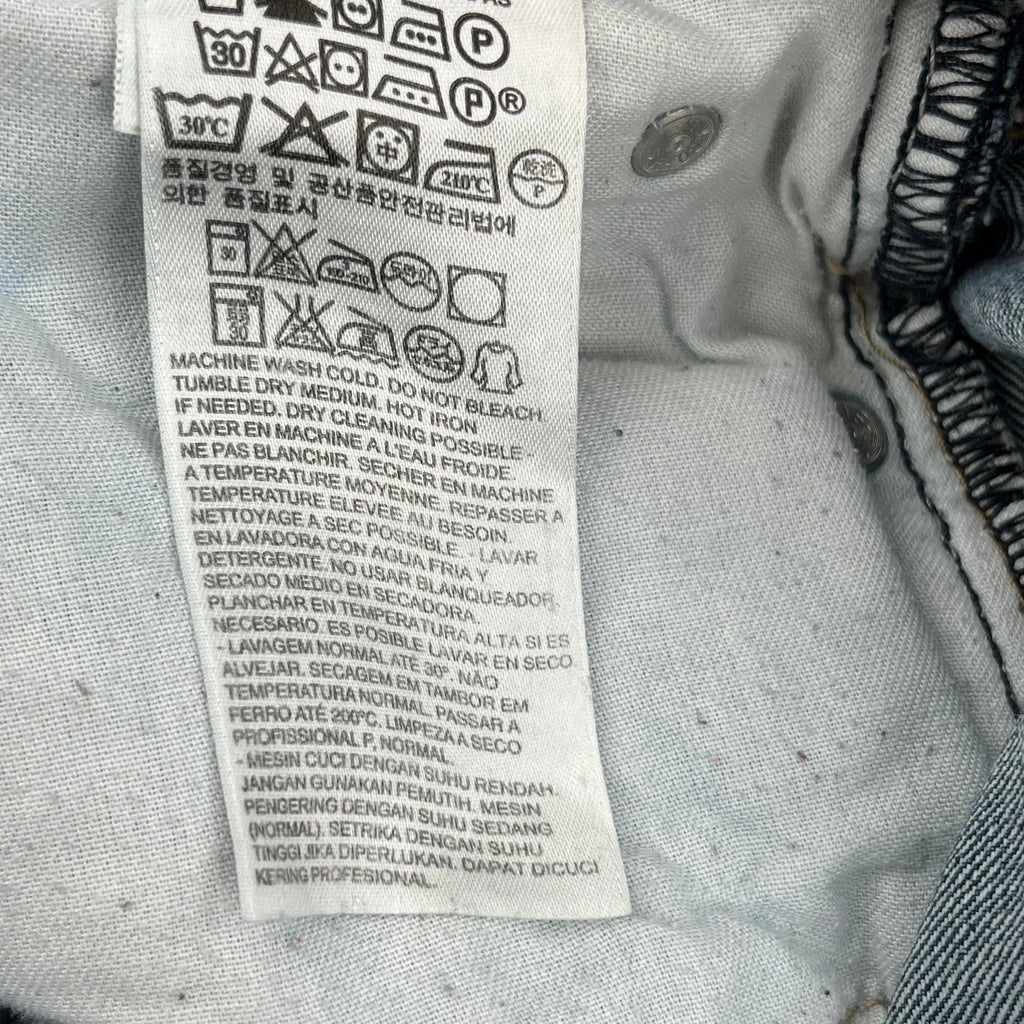 30
P
®
30℃
中
210℃
乾洗
P
품질경영 및 공산품안전관리법에
의한 품질표시
30
MACHINE WASH COLD. DO NOT BLEACH.
TUMBLE DRY MEDIUM. HOT IRON
IF NEEDED. DRY CLEANING POSSIBLE -
LAVER EN MACHINE A L'EAU FROIDE.
NE PAS BLANCHIR. SECHER EN MACHINE
A TEMPERATURE MOYENNE. REPASSER A
TEMPERATURE ELEVEE AU BESOIN
NETTOYAGE A SEC POSSIBLE. - LAVAR
EN LAVADORA CON AQUA FRIA Y
DETERGENTE. NO USAR BLANQUEADOR.
SECADO MEDIO EN SECADORA.
PLANCHAR EN TEMPERATURA ALTA SI ES
NECESARIO. ES POSIBLE LAVAR EN SECO.
- LAVAGEM NORMAL ATÉ 30°. NÃO
ALVEJAR. SECAGEM EM TAMBOR EM
TEMPERATURA NORMAL. PASSAR A
FERRO ATÉ 200°C. LIMPEZA A SECO
PROFISSIONAL P, NORMAL.
- MESIN CUCI DENGAN SUHU RENDAH.
JANGAN GUNAKAN PEMUTIH. MESIN
PENGERING DENGAN SUHU SEDANG
(NORMAL). SETRIKA DENGAN SUHU
TINGGI JIKA DIPERLUKAN. DAPAT DICUCI
KERING PROFESIONAL.